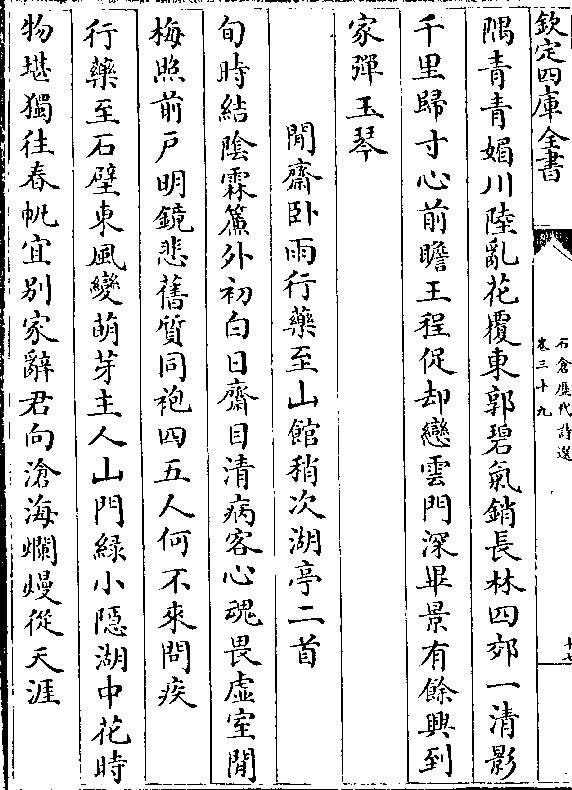 欽定四庫全書
石倉歷代詩選
卷三十九
十七
隅青青媚川陸亂花覆東郭碧氣銷長林四郊一清影
千里歸寸心前瞻王程促却戀雲門深畢景有餘興到
家彈玉琴
閒齋卧雨行藥至山館稍次湖亭二首
旬時結陰霖簷外初白日齋目清病容心魂畏虛室閒
梅照前戶明鏡悲舊質同袍四五人何不來問疾
行藥至石壁東風變萌芽主人山門綠小隱湖中花時
物堪獨往春帆宜别家辭君向滄海爛熳從天涯